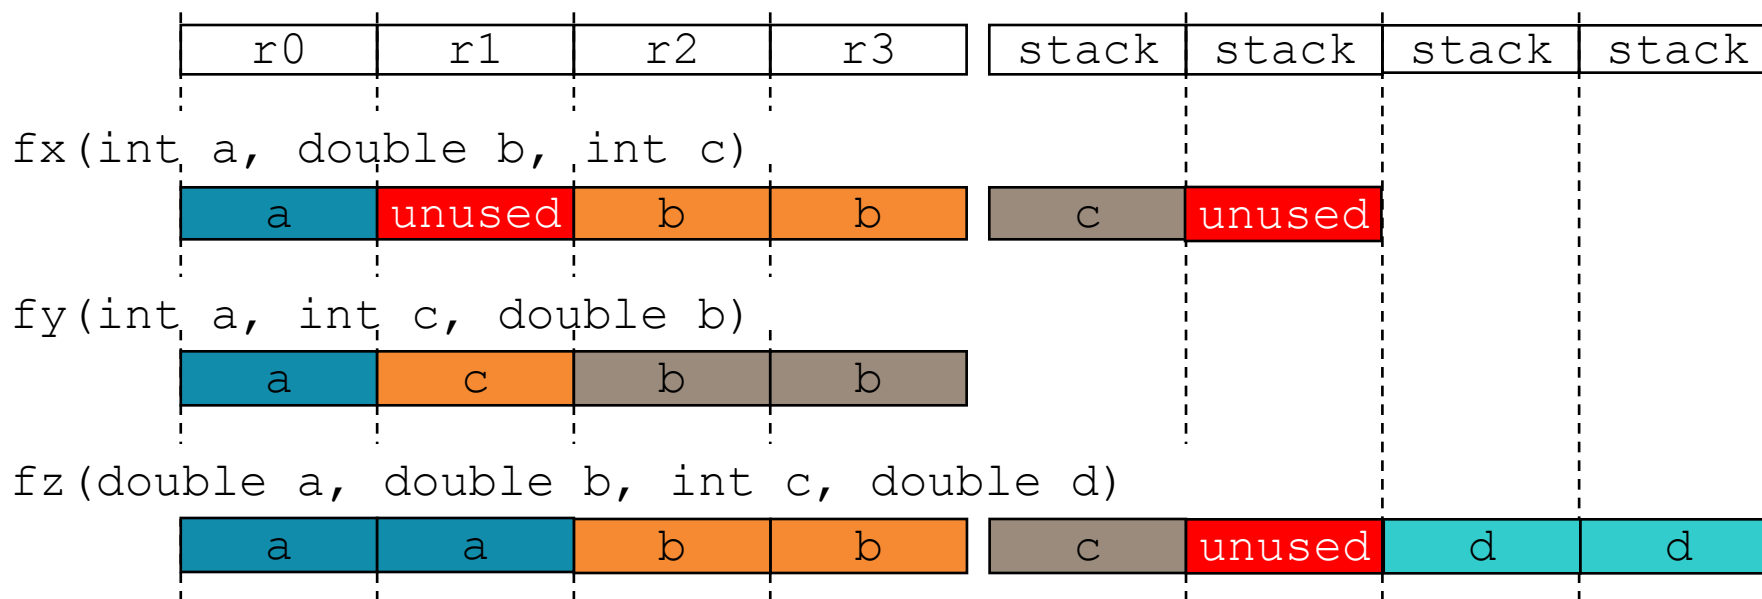 r0 r1 r2 r3 stack stack stack stack
fx(int a, double b, int c)
a unused b b c unused
fy(int a, int c, double b)
a c b b
fz(double a, double b, int c, double d)
a a b b c unused d d